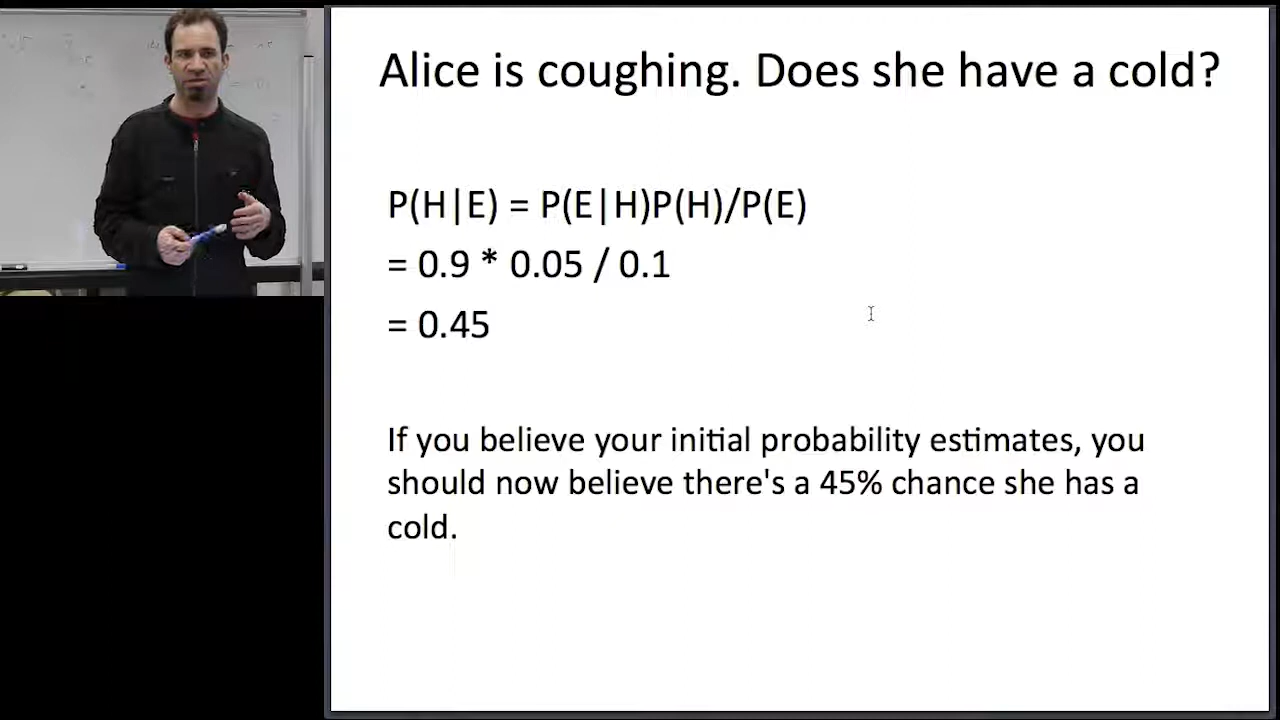 Alice is coughing. Does she have a cold?
P(H|E) = P(E|H)P(H)/P(E)
= 0.9 * 0.05 / 0.1
= 0.45
If you believe your initial probability estimates, you
should now believe there's a 45% chance she has a
cold.